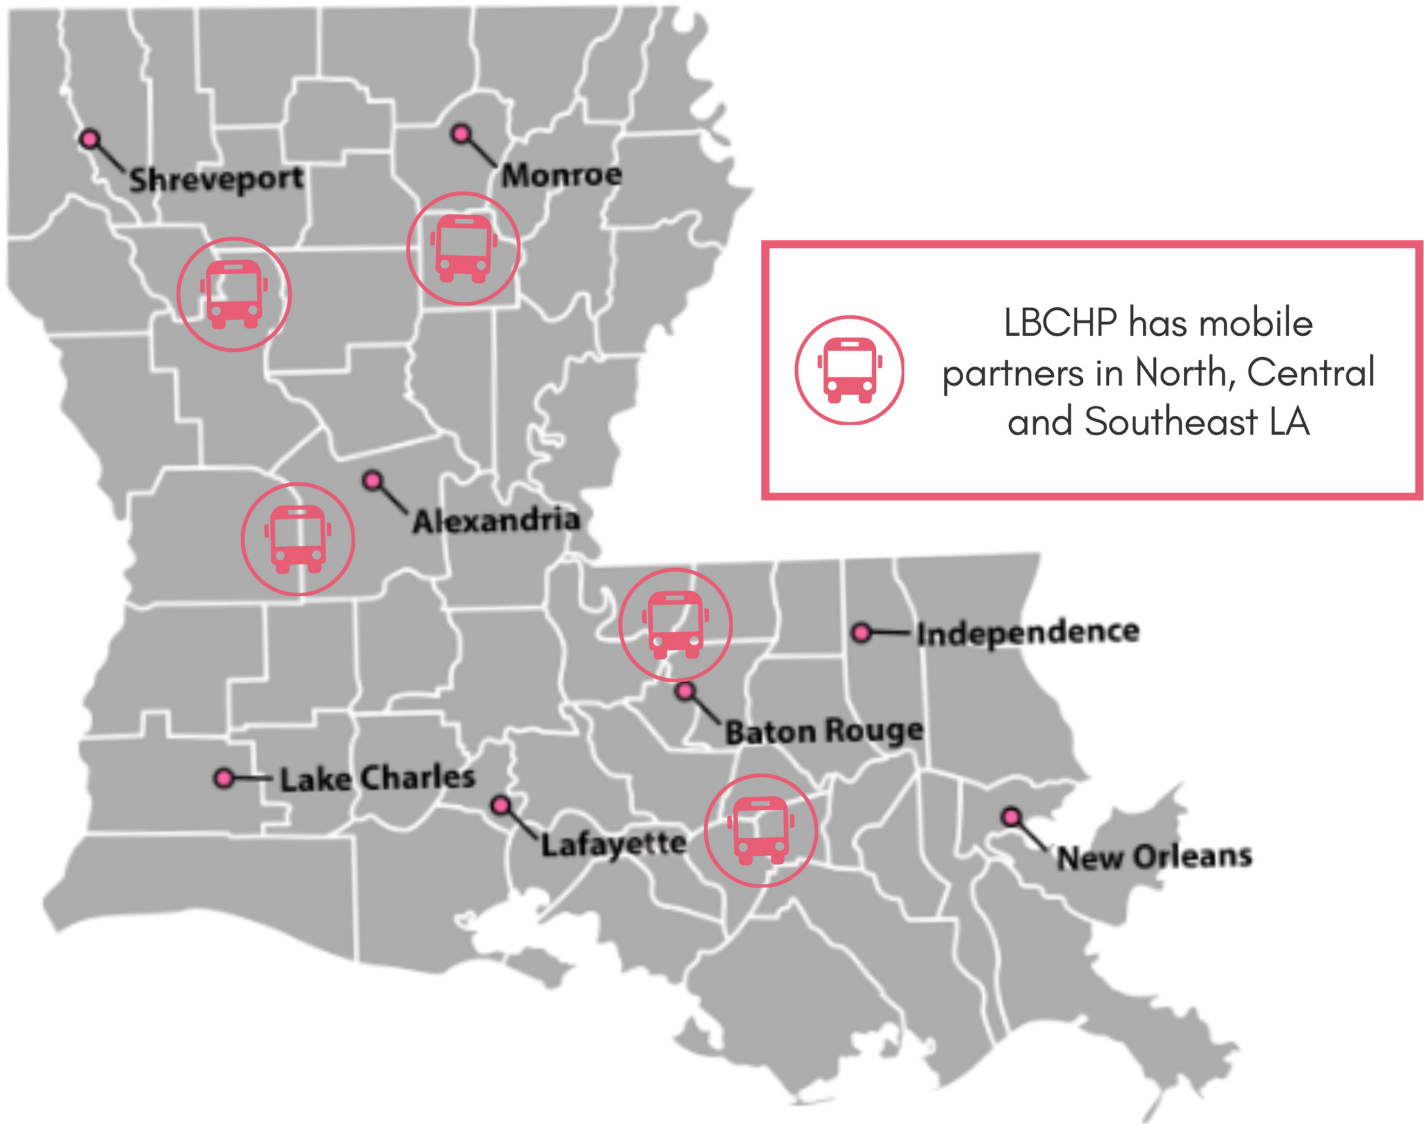 Shreveport
Monroe
LBCHP has mobile
partners in North, Central
and Southeast LA
Alexandria
Independence
Baton Rouge
Lake Charles
Lafayette
New Orleans